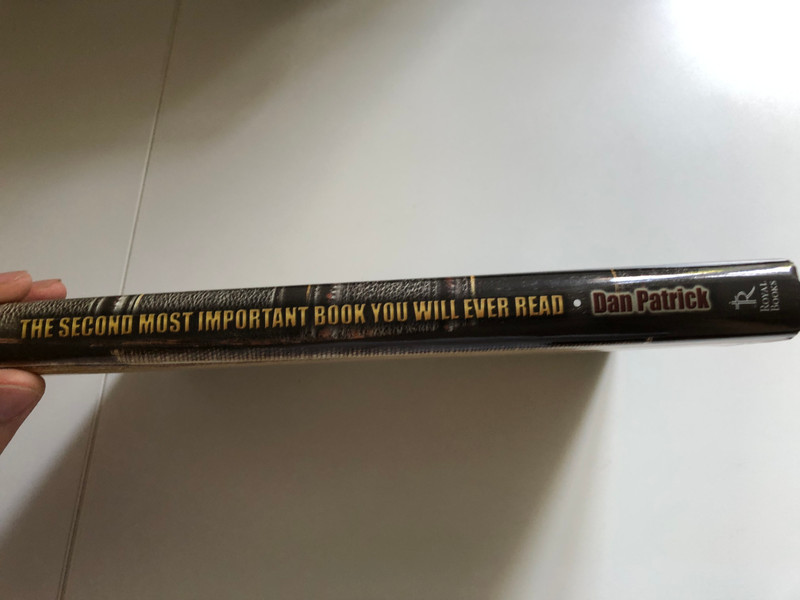 THE SECOND MOST IMPORTANT BOOK YOU WILL EVER READ • Dan Patrick
R
ROYAL
BOOKS